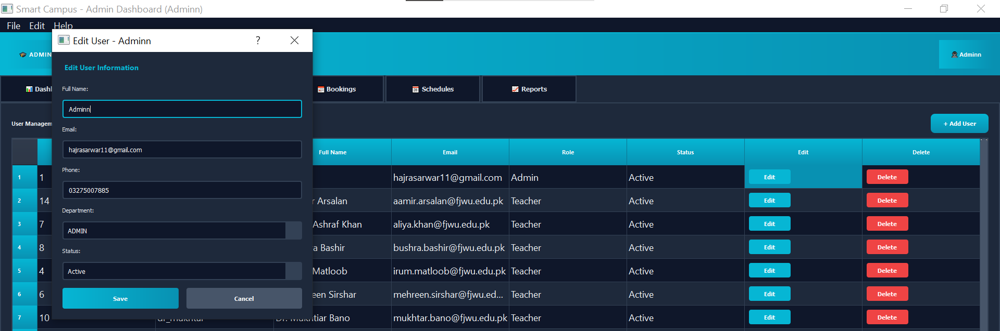 Smart Campus - Admin Dashboard (Adminn)
File Edit Help
Edit User - Adminn ?
ADMIN
Adminn
Edit User Information
Full Name:
Adminn
Email:
hajrasarwar11@gmail.com
Phone:
03275007885
Department:
ADMIN
Status:
Active
Save Cancel
Bookings Schedules Reports
+ Add User
Full Name Email Role Status Edit Delete
1 1 hajrasarwar11@gmail.com Admin Active Edit Delete
2 14 r Arsalan aamir.arsalan@fjwu.edu.pk Teacher Active Edit Delete
3 7 Ashraf Khan aliya.khan@fjwu.edu.pk Teacher Active Edit Delete
4 8 a Bashir bushra.bashir@fjwu.edu.pk Teacher Active Edit Delete
5 4 Matloob irum.matloob@fjwu.edu.pk Teacher Active Edit Delete
6 6 een Sirshar mehreen.sirshar@fjwu.ed... Teacher Active Edit Delete
7 10 dr_mukhtar Dr. Mukhtiar Bano mukhtar.bano@fjwu.edu.pk Teacher Active Edit Delete